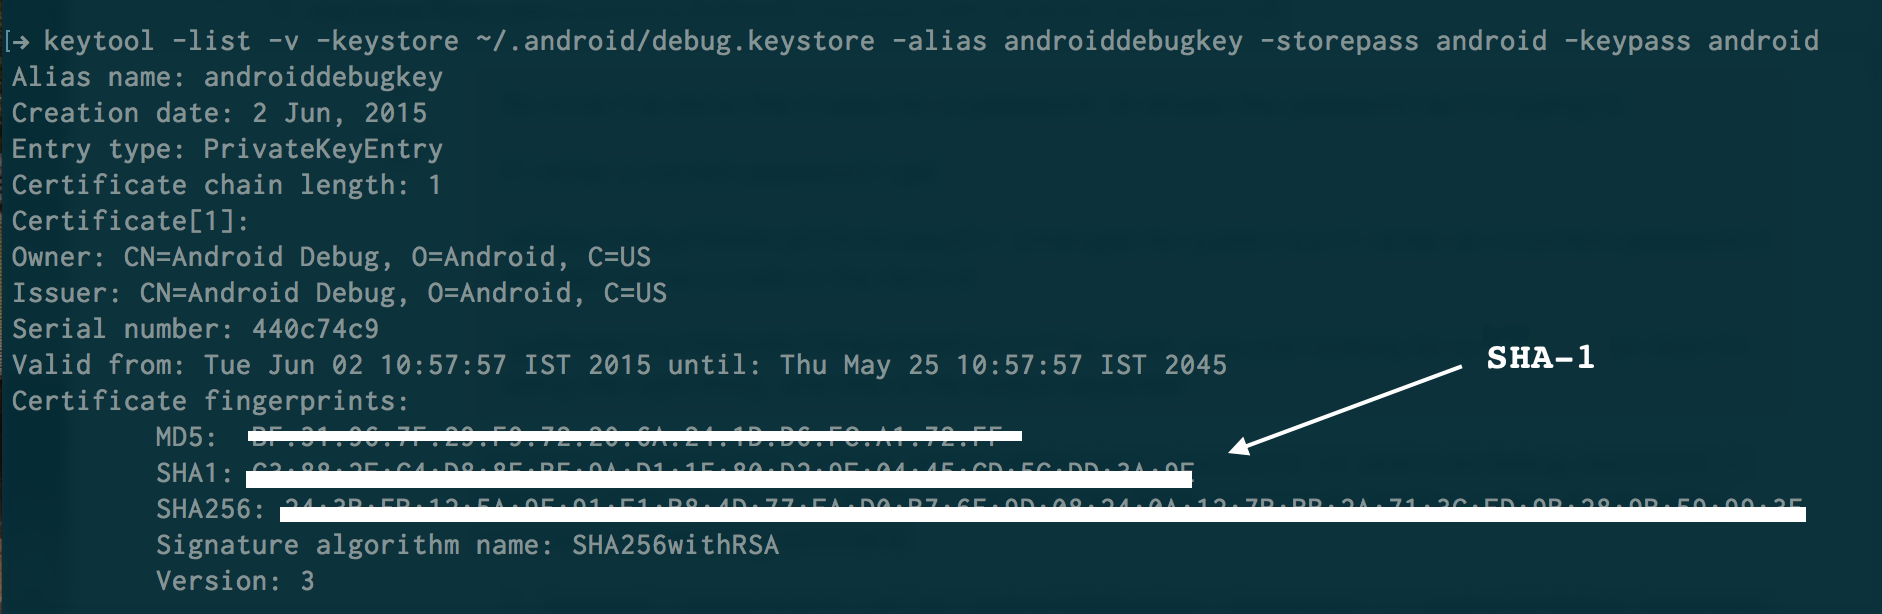 → keytool -list -v -keystore ~/.android/debug.keystore -alias androiddebugkey -storepass android -keypass android
Alias name: androiddebugkey
Creation date: 2 Jun, 2015
Entry type: PrivateKeyEntry
Certificate chain length: 1
Certificate[1]:
Owner: CN=Android Debug, O=Android, C=US
Issuer: CN=Android Debug, O=Android, C=US
Serial number: 440c74c9
Valid from: Tue Jun 02 10:57:57 IST 2015 until: Thu May 25 10:57:57 IST 2045
SHA-1
Certificate fingerprints:
MD5:
SHA1:
SHA256:
Signature algorithm name: SHA256withRSA
Version: 3